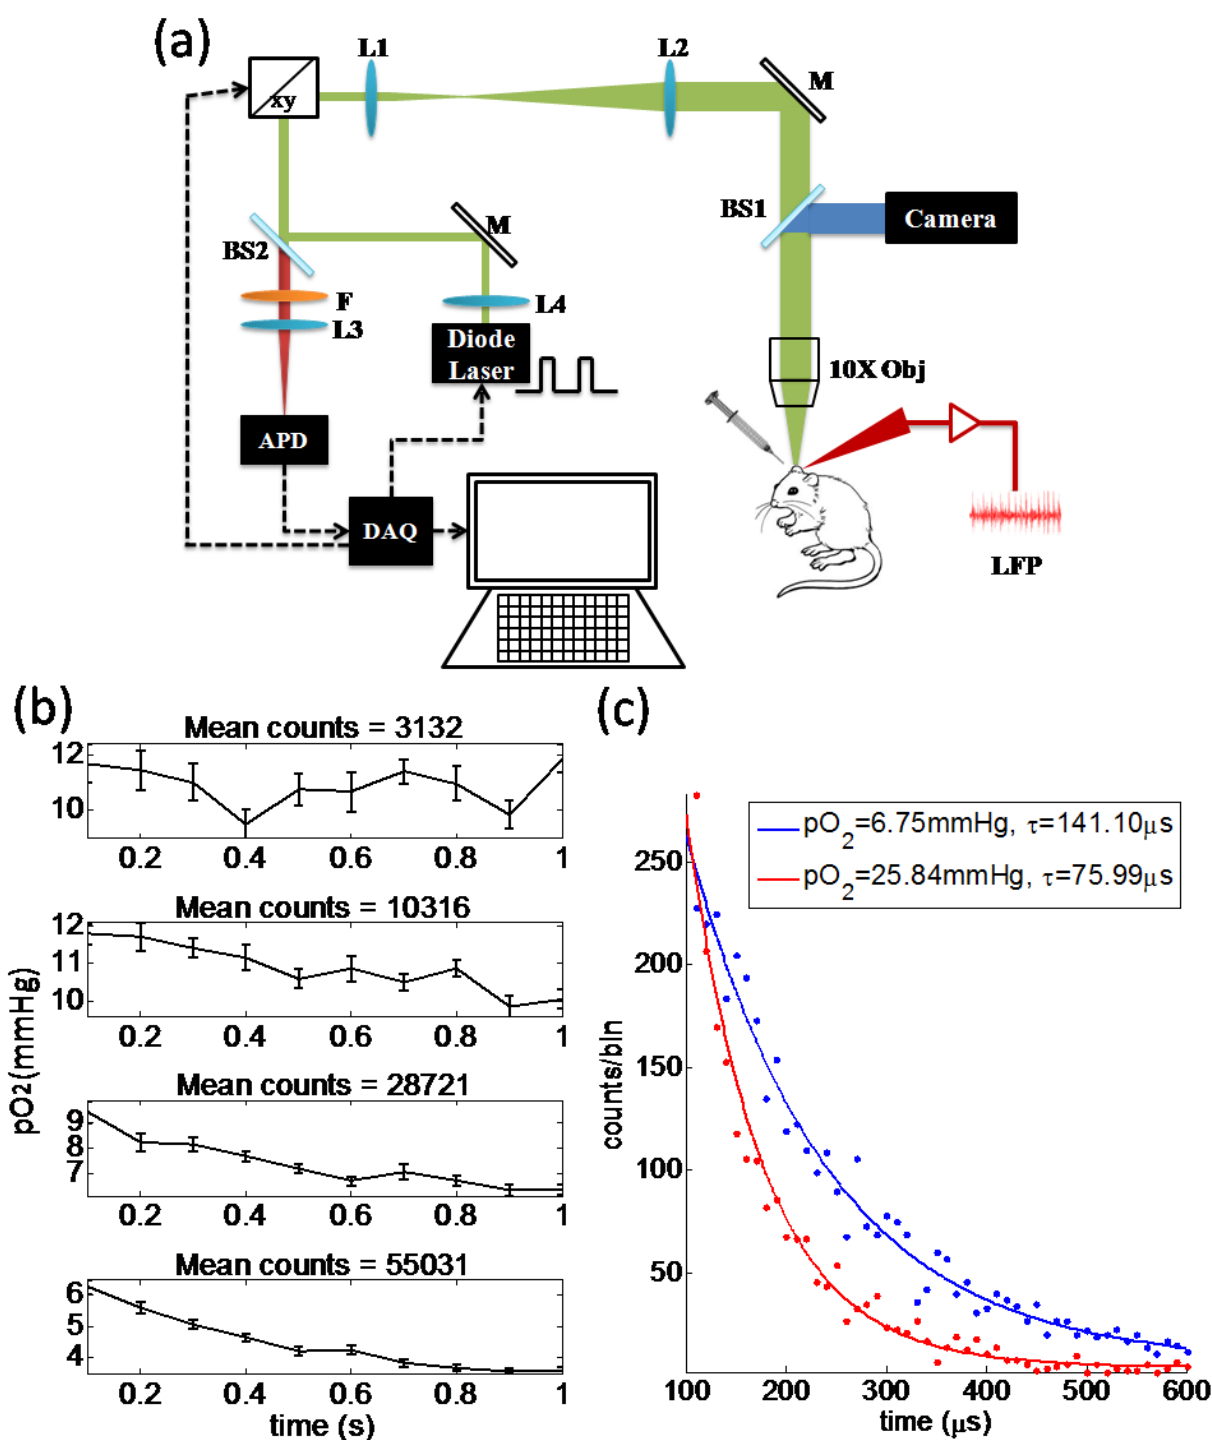 (a)
L1
L2
M
xy
BS1
Camera
M
BS2
F
L4
L3
Diode
Laser
10X Obj
APD
DAQ
LFP
(b)
Mean counts = 3132
12
10
0.2 0.4 0.6 0.8 1
Mean counts = 10316
12
11
10
0.2 0.4 0.6 0.8 1
Mean counts = 28721
9
8
7
0.2 0.4 0.6 0.8 1
Mean counts = 55031
6
5
4
0.2 0.4 0.6 0.8 1
pO2(mmHg)
time (s)
(c)
pO2=6.75mmHg, τ=141.10μs
pO2=25.84mmHg, τ=75.99μs
250
200
150
100
50
counts/bin
100 200 300 400 500 600
time (μs)